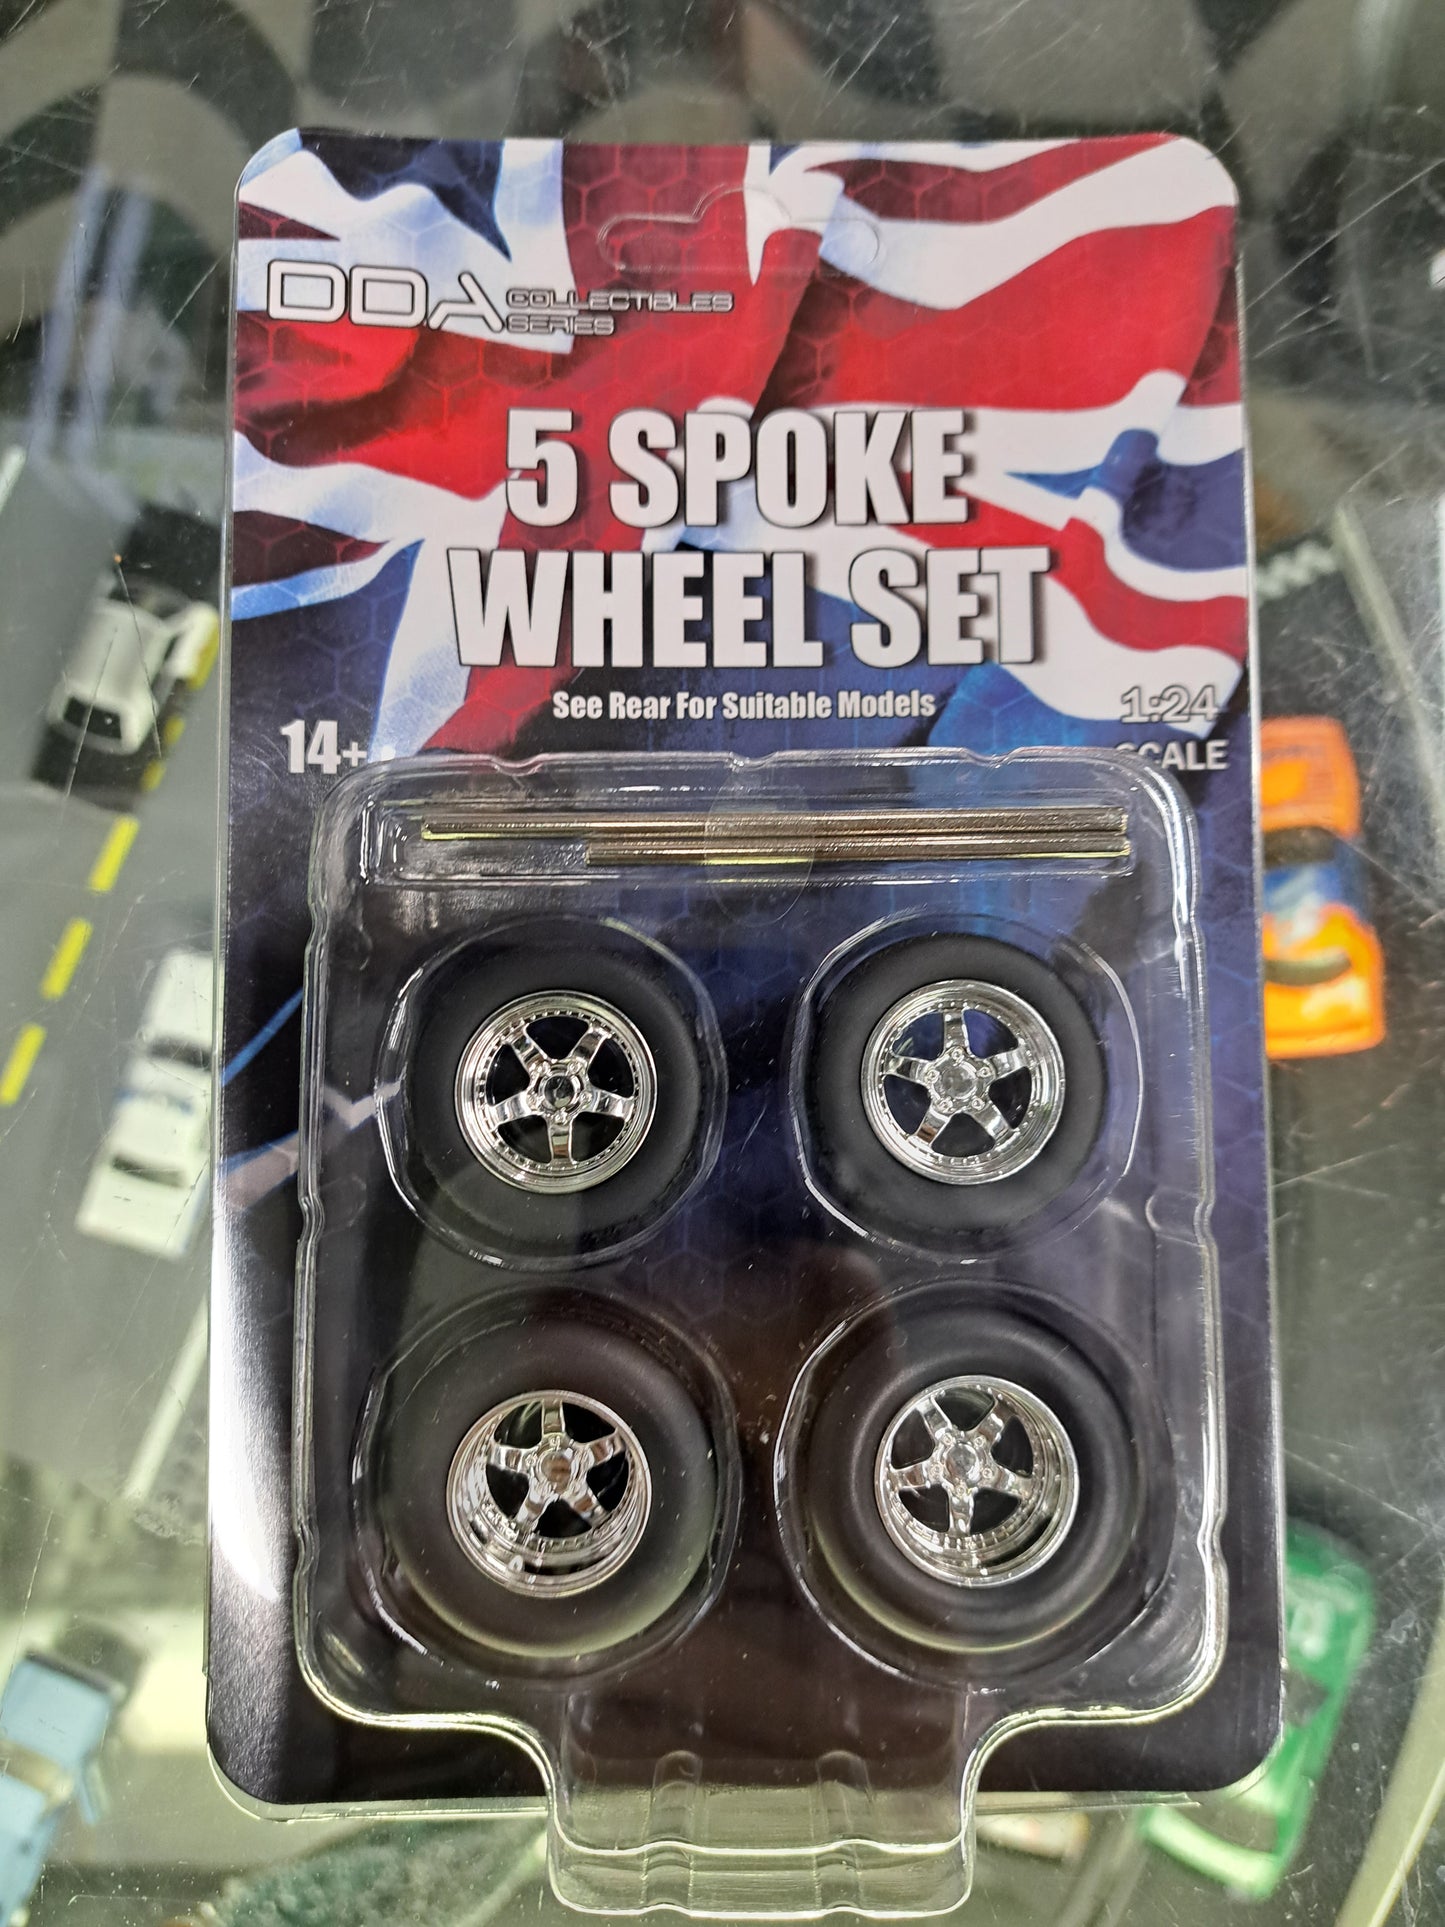 DDA COLLECTIBLES
SERIES
5 SPOKE
WHEEL SET
See Rear For Suitable Models
14+
1:24
SCALE